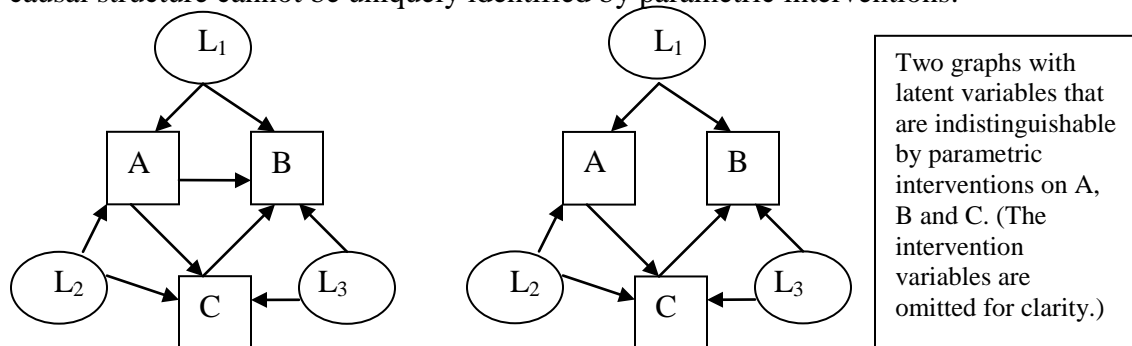 causal structure cannot be uniquely identified by parametric interventions.
L1
L1
A
B
A
B
L2
L3
C
L2
L3
C
Two graphs with
latent variables that
are indistinguishable
by parametric
interventions on A,
B and C. (The
intervention
variables are
omitted for clarity.)